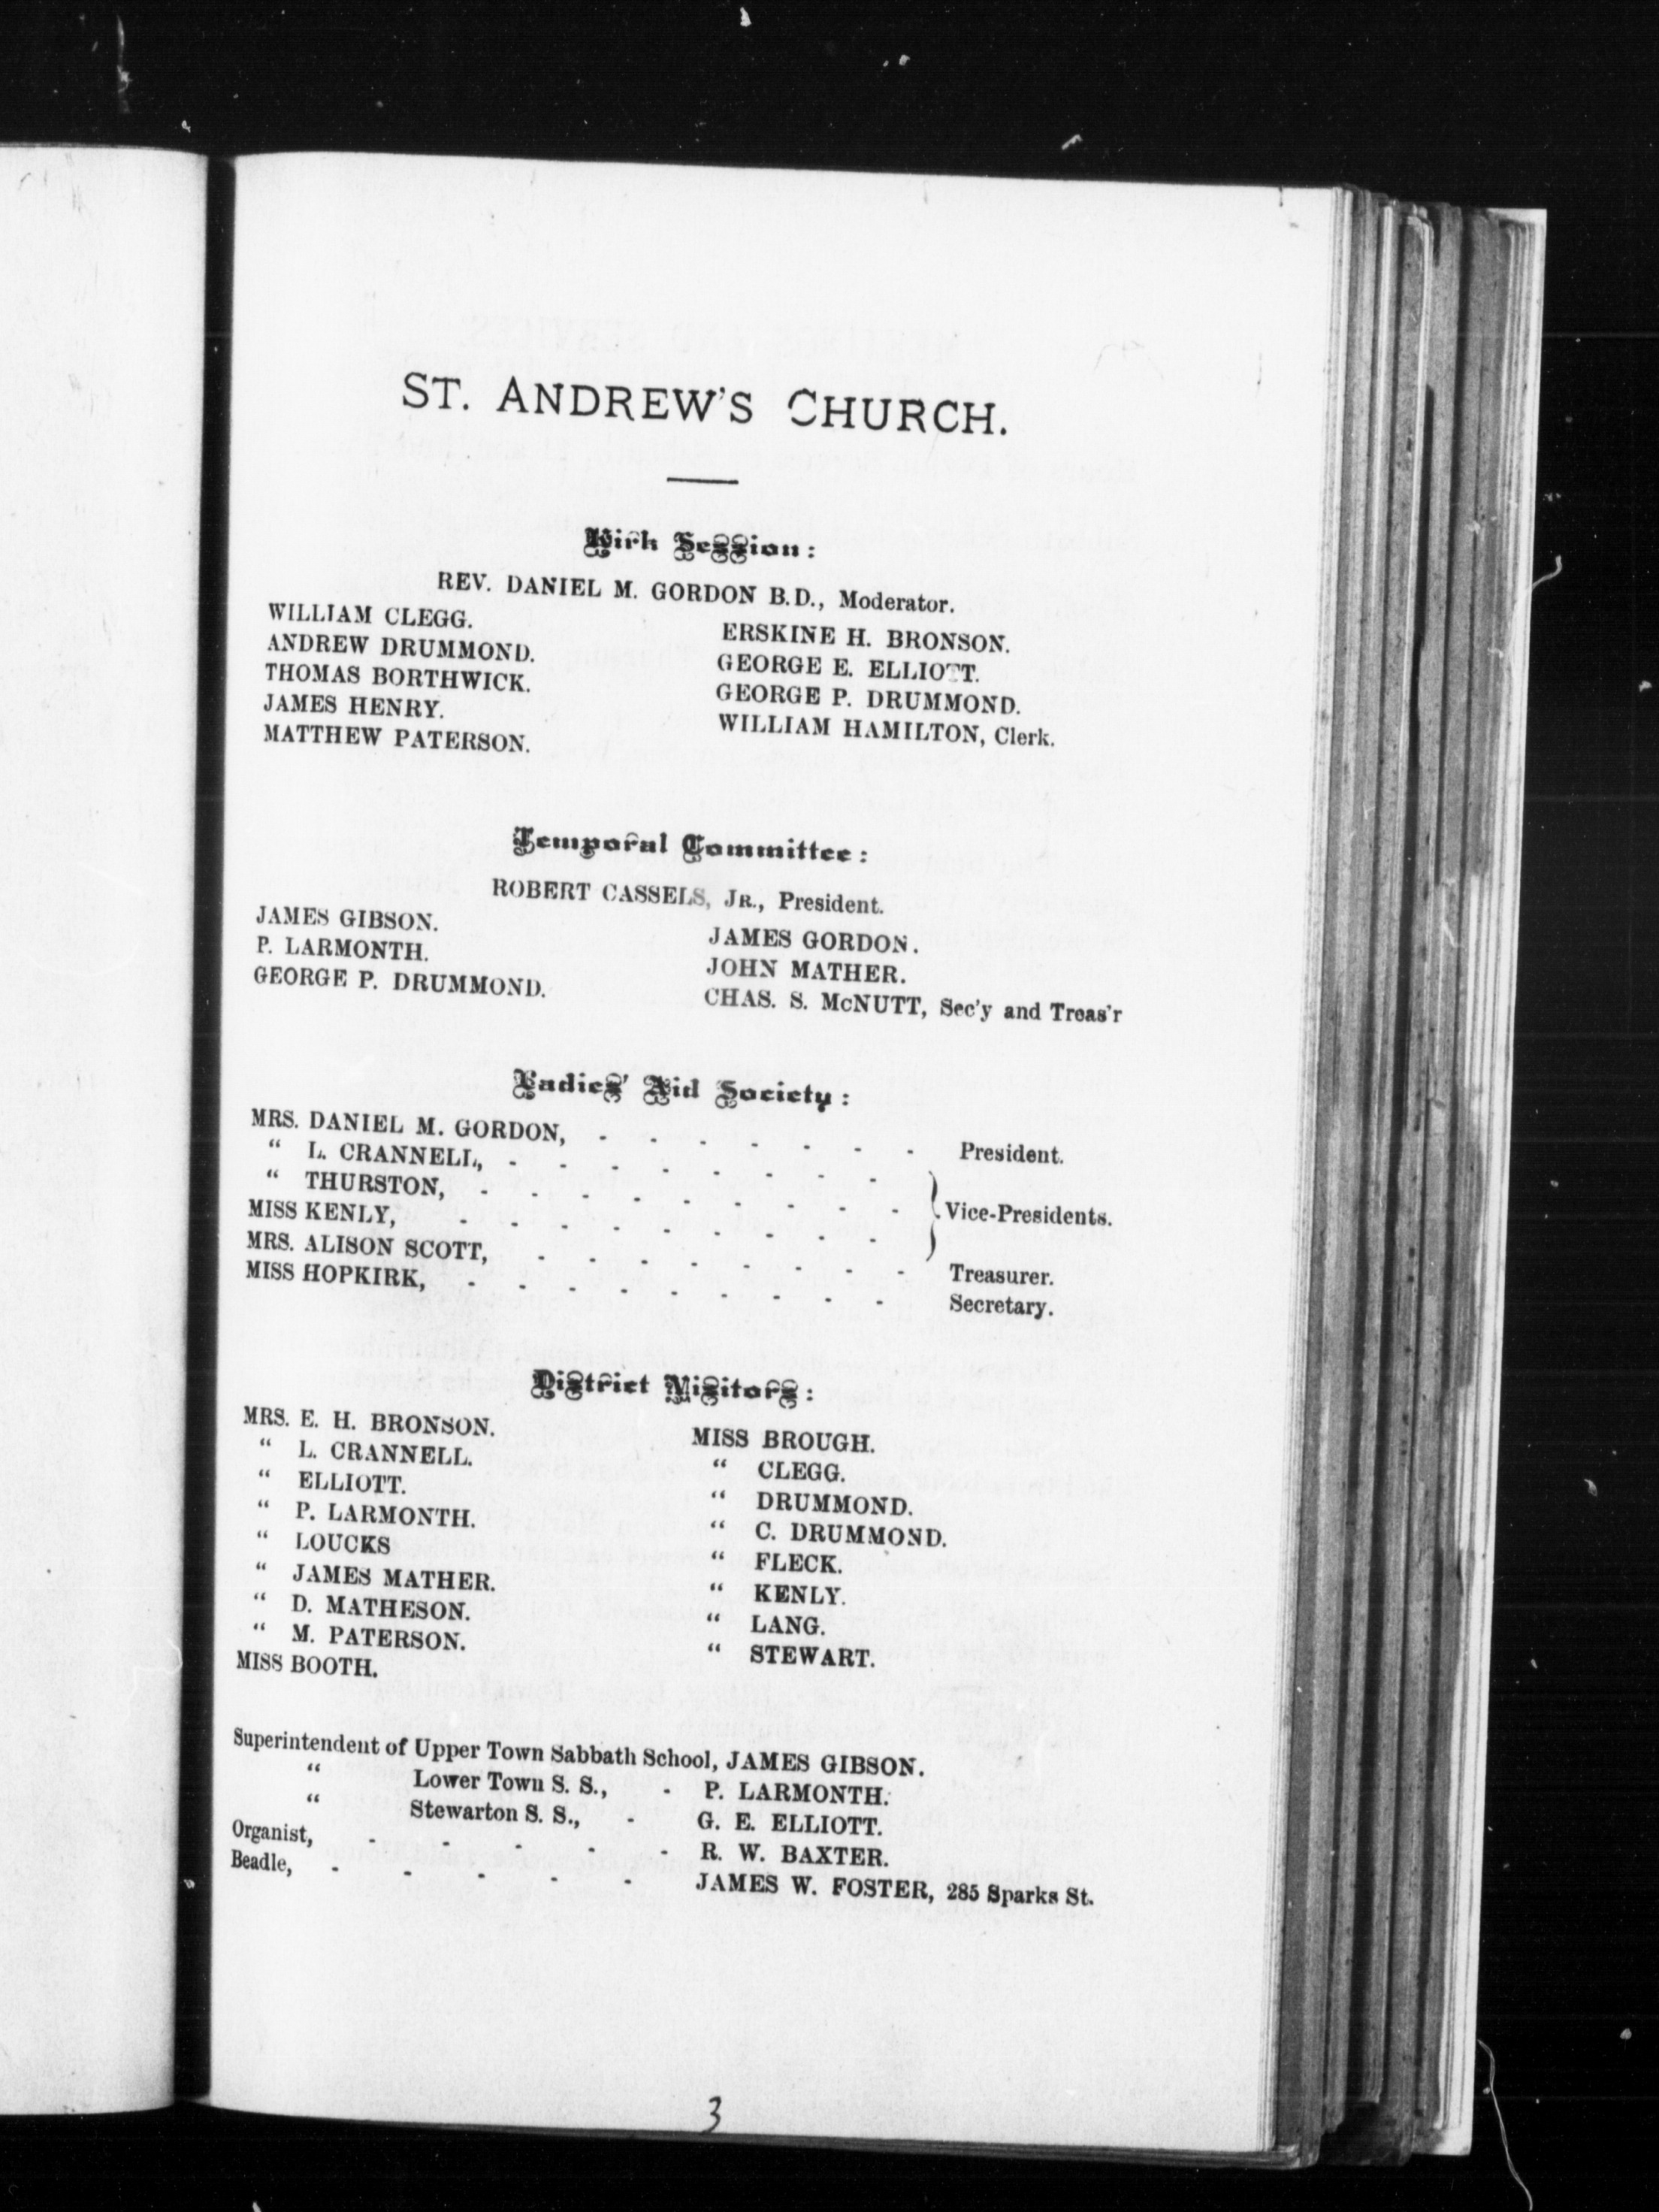 ST. ANDREW'S CHURCH.
Kirk Session:
REV. DANIEL M. GORDON B.D., Moderator.
WILLIAM CLEGG.
ANDREW DRUMMOND.
THOMAS BORTHWICK.
JAMES HENRY.
MATTHEW PATERSON.
ERSKINE H. BRONSON.
GEORGE E. ELLIOTT.
GEORGE P. DRUMMOND.
WILLIAM HAMILTON, Clerk.
Temporal Committee:
ROBERT CASSELS, JR., President.
JAMES GIBSON.
P. LARMONTH.
GEORGE P. DRUMMOND.
JAMES GORDON.
JOHN MATHER.
CHAS. S. McNUTT, Sec'y and Treas'r
Ladies' Aid Society:
MRS. DANIEL M. GORDON, - - - - - - - President.
" L. CRANNELL, - - - - - - - -
" THURSTON, - - - - - - - - - Vice-Presidents.
MISS KENLY, - - - - - - - - -
MRS. ALISON SCOTT, - - - - - - - - Treasurer.
MISS HOPKIRK, - - - - - - - - - Secretary.
District Visitors:
MRS. E. H. BRONSON.
" L. CRANNELL.
" ELLIOTT.
" P. LARMONTH.
" LOUCKS
" JAMES MATHER.
" D. MATHESON.
" M. PATERSON.
MISS BOOTH.
MISS BROUGH.
" CLEGG.
" DRUMMOND.
" C. DRUMMOND.
" FLECK.
" KENLY.
" LANG.
" STEWART.
Superintendent of Upper Town Sabbath School, JAMES GIBSON.
" Lower Town S. S., - P. LARMONTH.
" Stewarton S. S., - G. E. ELLIOTT.
Organist, - - - - - - - R. W. BAXTER.
Beadle, - - - - - - - JAMES W. FOSTER, 285 Sparks St.
3